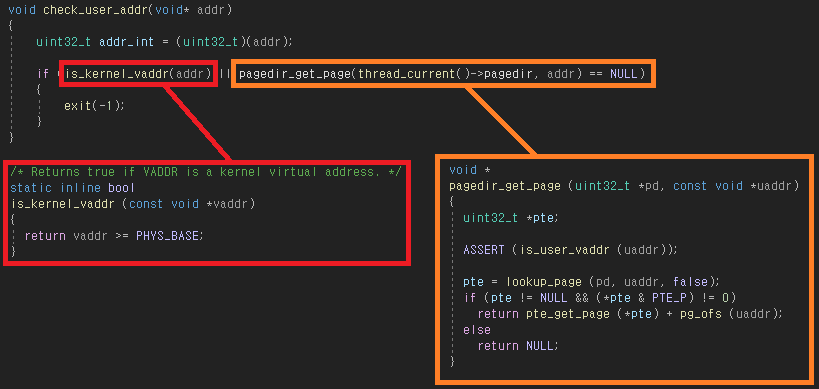 void check_user_addr(void* addr)
{
uint32_t addr_int = (uint32_t)(addr);
if (is_kernel_vaddr(addr) || pagedir_get_page(thread_current()->pagedir, addr) == NULL)
{
exit(-1);
}
}
/* Returns true if VADDR is a kernel virtual address. */
static inline bool
is_kernel_vaddr (const void *vaddr)
{
return vaddr >= PHYS_BASE;
}
void *
pagedir_get_page (uint32_t *pd, const void *uaddr)
{
uint32_t *pte;
ASSERT (is_user_vaddr (uaddr));
pte = lookup_page (pd, uaddr, false);
if (pte != NULL && (*pte & PTE_P) != 0)
return pte_get_page (*pte) + pg_ofs (uaddr);
else
return NULL;
}